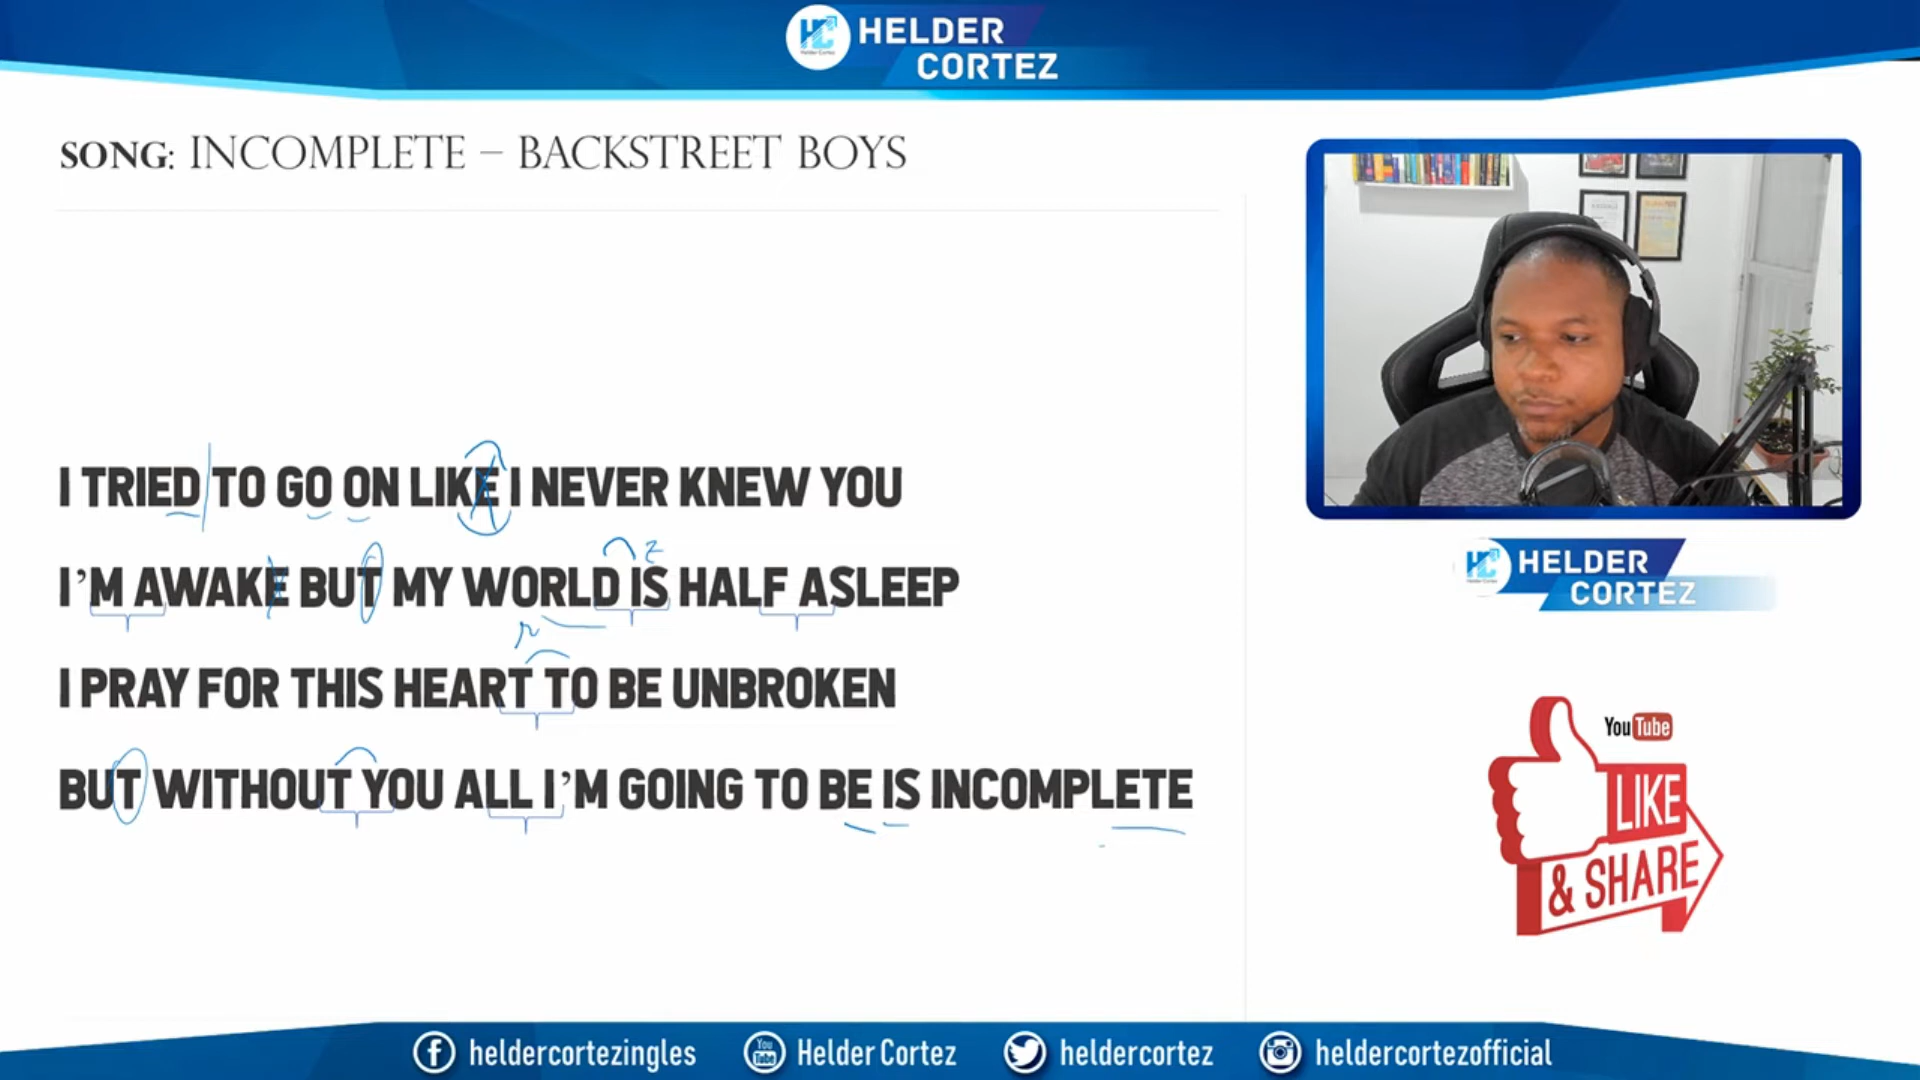 HELDER
CORTEZ
SONG: INCOMPLETE – BACKSTREET BOYS
I TRIED TO GO ON LIKE I NEVER KNEW YOU
z
I'M AWAKE BUT MY WORLD IS HALF ASLEEP
I PRAY FOR THIS HEART TO BE UNBROKEN
BUT WITHOUT YOU ALL I'M GOING TO BE IS INCOMPLETE
HELDER
CORTEZ
YouTube
LIKE
& SHARE
heldercortezingles
Helder Cortez
heldercortez
heldercortezofficial